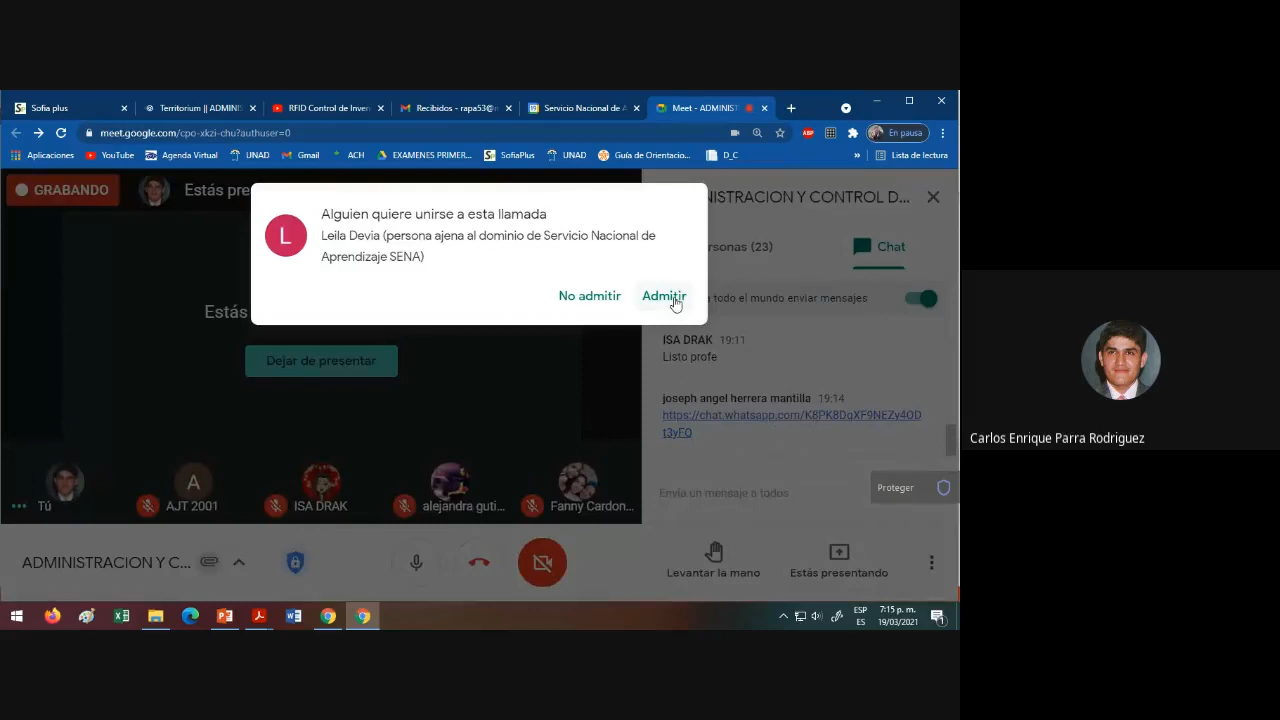 Sofia plus
Territorium || ADMINIS
RFID Control de Inven
Recibidos - rapa53@m
Servicio Nacional de A
Meet - ADMINIST
meet.google.com/cpo-xkzi-chu?authuser=0
En pausa
Aplicaciones
YouTube
Agenda Virtual
UNAD
Gmail
ACH
EXAMENES PRIMER...
SofiaPlus
UNAD
Guía de Orientacio...
D_C
»
Lista de lectura
GRABANDO
Estás pre
Alguien quiere unirse a esta llamada
Leila Devia (persona ajena al dominio de Servicio Nacional de
Aprendizaje SENA)
L
No admitir
Admitir
NISTRACION Y CONTROL D...
ersonas (23)
Chat
a todo el mundo enviar mensajes
Estás
Dejar de presentar
ISA DRAK 19:11
Listo profe
joseph angel herrera mantilla 19:14
https://chat.whatsapp.com/K8PK8DgXF9NEZy4OD
t3yFQ
Envía un mensaje a todos
Proteger
Tú
A
AJT 2001
ISA DRAK
alejandra guti...
Fanny Cardon...
ADMINISTRACION Y C...
Levantar la mano
Estás presentando
ESP
ES
7:15 p. m.
19/03/2021
1
Carlos Enrique Parra Rodriguez